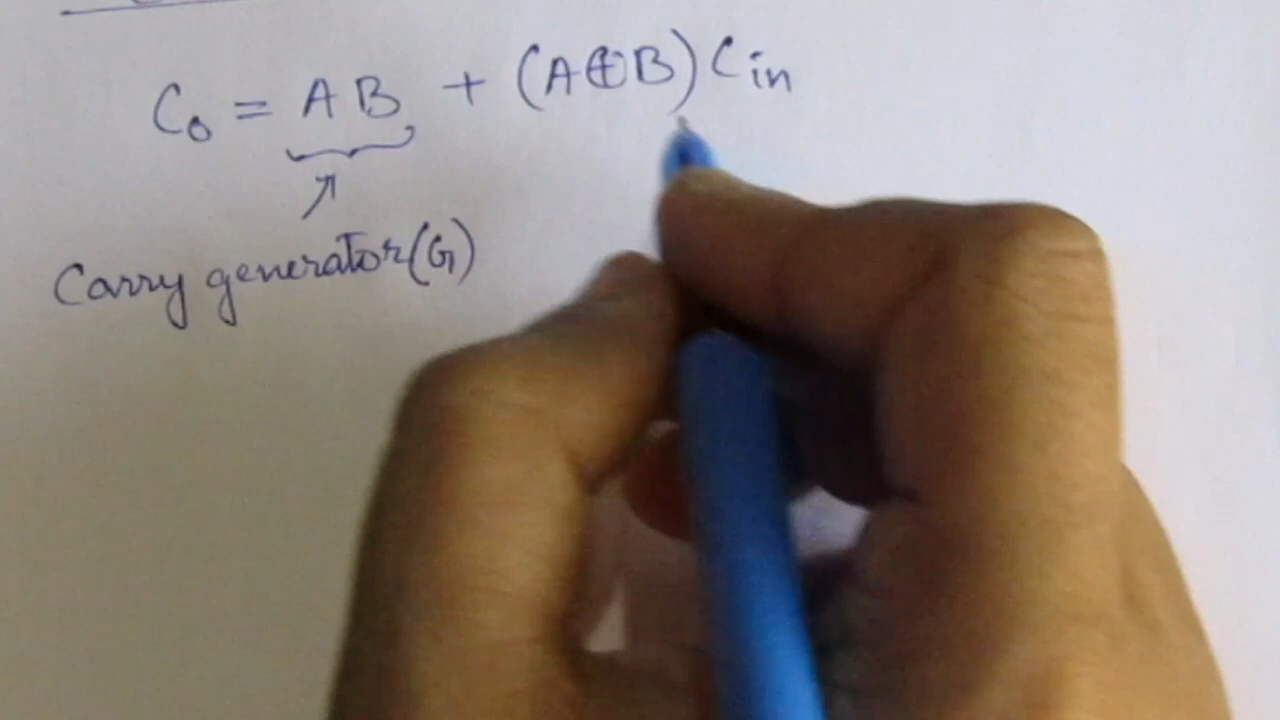 C₀ = AB + (A⊕B) Cin
Carry generator (G)